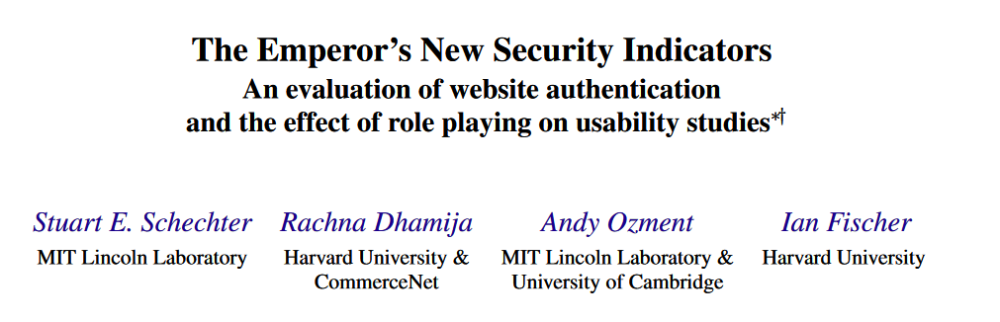 The Emperor's New Security Indicators
An evaluation of website authentication
and the effect of role playing on usability studies*†
Stuart E. Schechter Rachna Dhamija Andy Ozment Ian Fischer
MIT Lincoln Laboratory Harvard University & MIT Lincoln Laboratory & Harvard University
CommerceNet University of Cambridge